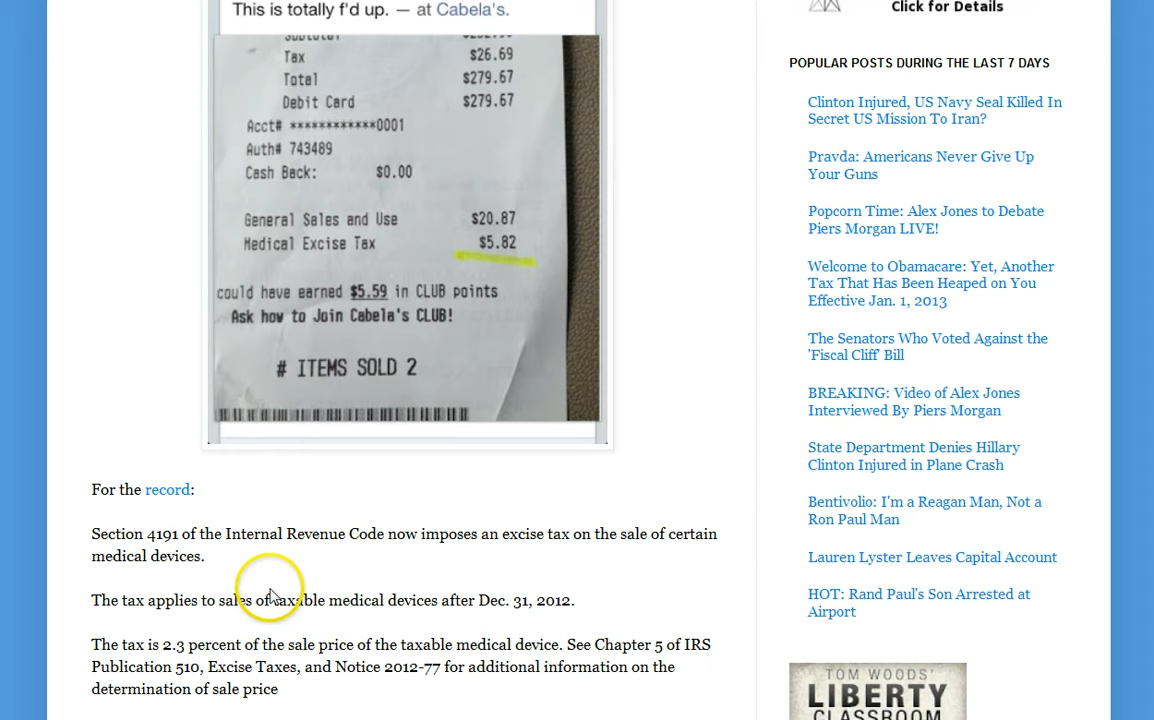 This is totally f'd up. — at Cabela's.
Subtotal
Tax $26.69
Total $279.67
Debit Card $279.67
Acct# ************0001
Auth# 743489
Cash Back: $0.00
General Sales and Use $20.87
Medical Excise Tax $5.82
could have earned $5.59 in CLUB points
Ask how to Join Cabela's CLUB!
# ITEMS SOLD 2
For the record:
Section 4191 of the Internal Revenue Code now imposes an excise tax on the sale of certain
medical devices.
The tax applies to sales of taxable medical devices after Dec. 31, 2012.
The tax is 2.3 percent of the sale price of the taxable medical device. See Chapter 5 of IRS
Publication 510, Excise Taxes, and Notice 2012-77 for additional information on the
determination of sale price
Click for Details
POPULAR POSTS DURING THE LAST 7 DAYS
Clinton Injured, US Navy Seal Killed In
Secret US Mission To Iran?
Pravda: Americans Never Give Up
Your Guns
Popcorn Time: Alex Jones to Debate
Piers Morgan LIVE!
Welcome to Obamacare: Yet, Another
Tax That Has Been Heaped on You
Effective Jan. 1, 2013
The Senators Who Voted Against the
'Fiscal Cliff' Bill
BREAKING: Video of Alex Jones
Interviewed By Piers Morgan
State Department Denies Hillary
Clinton Injured in Plane Crash
Bentivolio: I'm a Reagan Man, Not a
Ron Paul Man
Lauren Lyster Leaves Capital Account
HOT: Rand Paul's Son Arrested at
Airport
TOM WOODS'
LIBERTY
CLASSROOM